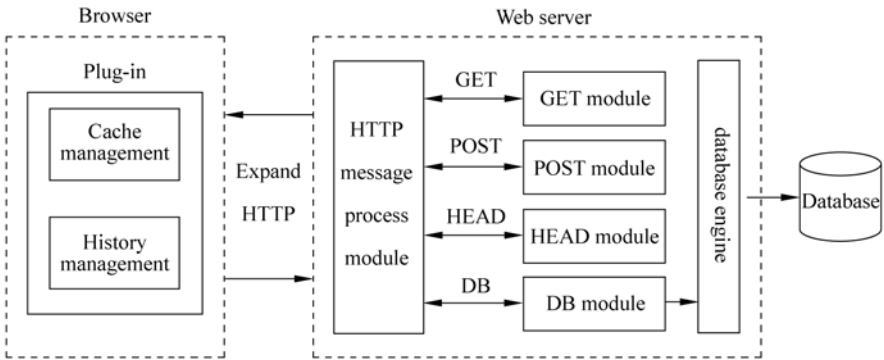 Browser
Web server
Plug-in
Cache
management
History
management
Expand
HTTP
HTTP
message
process
module
GET
POST
HEAD
DB
GET module
POST module
HEAD module
DB module
database engine
Database